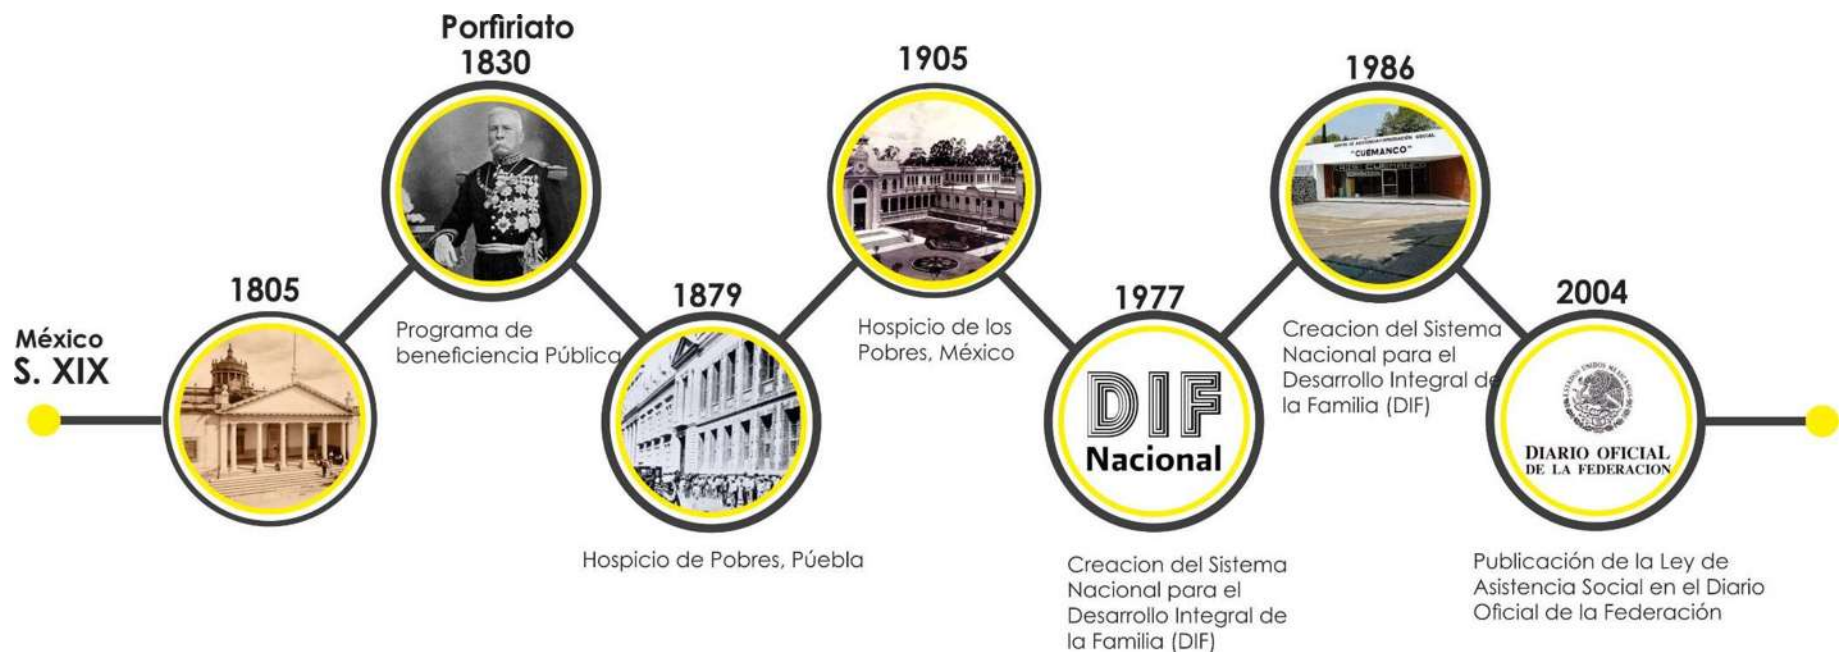 México
S. XIX
1805
Porfiriato
1830
Programa de
beneficiencia Pública
1879
Hospicio de Pobres, Púebla
1905
Hospicio de los
Pobres, México
1977
DIF
Nacional
Creacion del Sistema
Nacional para el
Desarrollo Integral de
la Familia (DIF)
1986
"CUEMANCO"
Creacion del Sistema
Nacional para el
Desarrollo Integral de
la Familia (DIF)
2004
ESTADOS UNIDOS MEXICANOS
DIARIO OFICIAL
DE LA FEDERACION
Publicación de la Ley de
Asistencia Social en el Diario
Oficial de la Federación